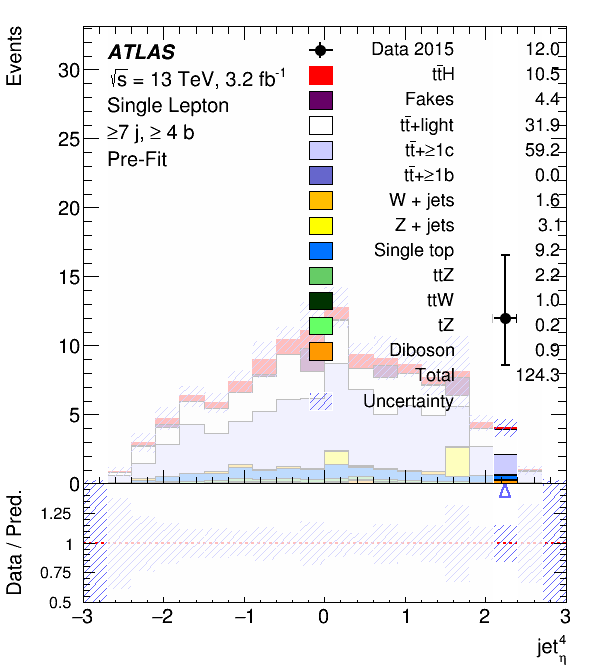 Events
ATLAS
√s = 13 TeV, 3.2 fb-1
Single Lepton
≥7 j, ≥ 4 b
Pre-Fit
Data 2015 12.0
tt̄H 10.5
Fakes 4.4
tt̄+light 31.9
tt̄+≥1c 59.2
tt̄+≥1b 0.0
W + jets 1.6
Z + jets 3.1
Single top 9.2
ttZ 2.2
ttW 1.0
tZ 0.2
Diboson 0.9
Total 124.3
Uncertainty
30
25
20
15
10
5
0
Data / Pred.
1.25
1
0.75
0.5
−3 −2 −1 0 1 2 3
jet4η